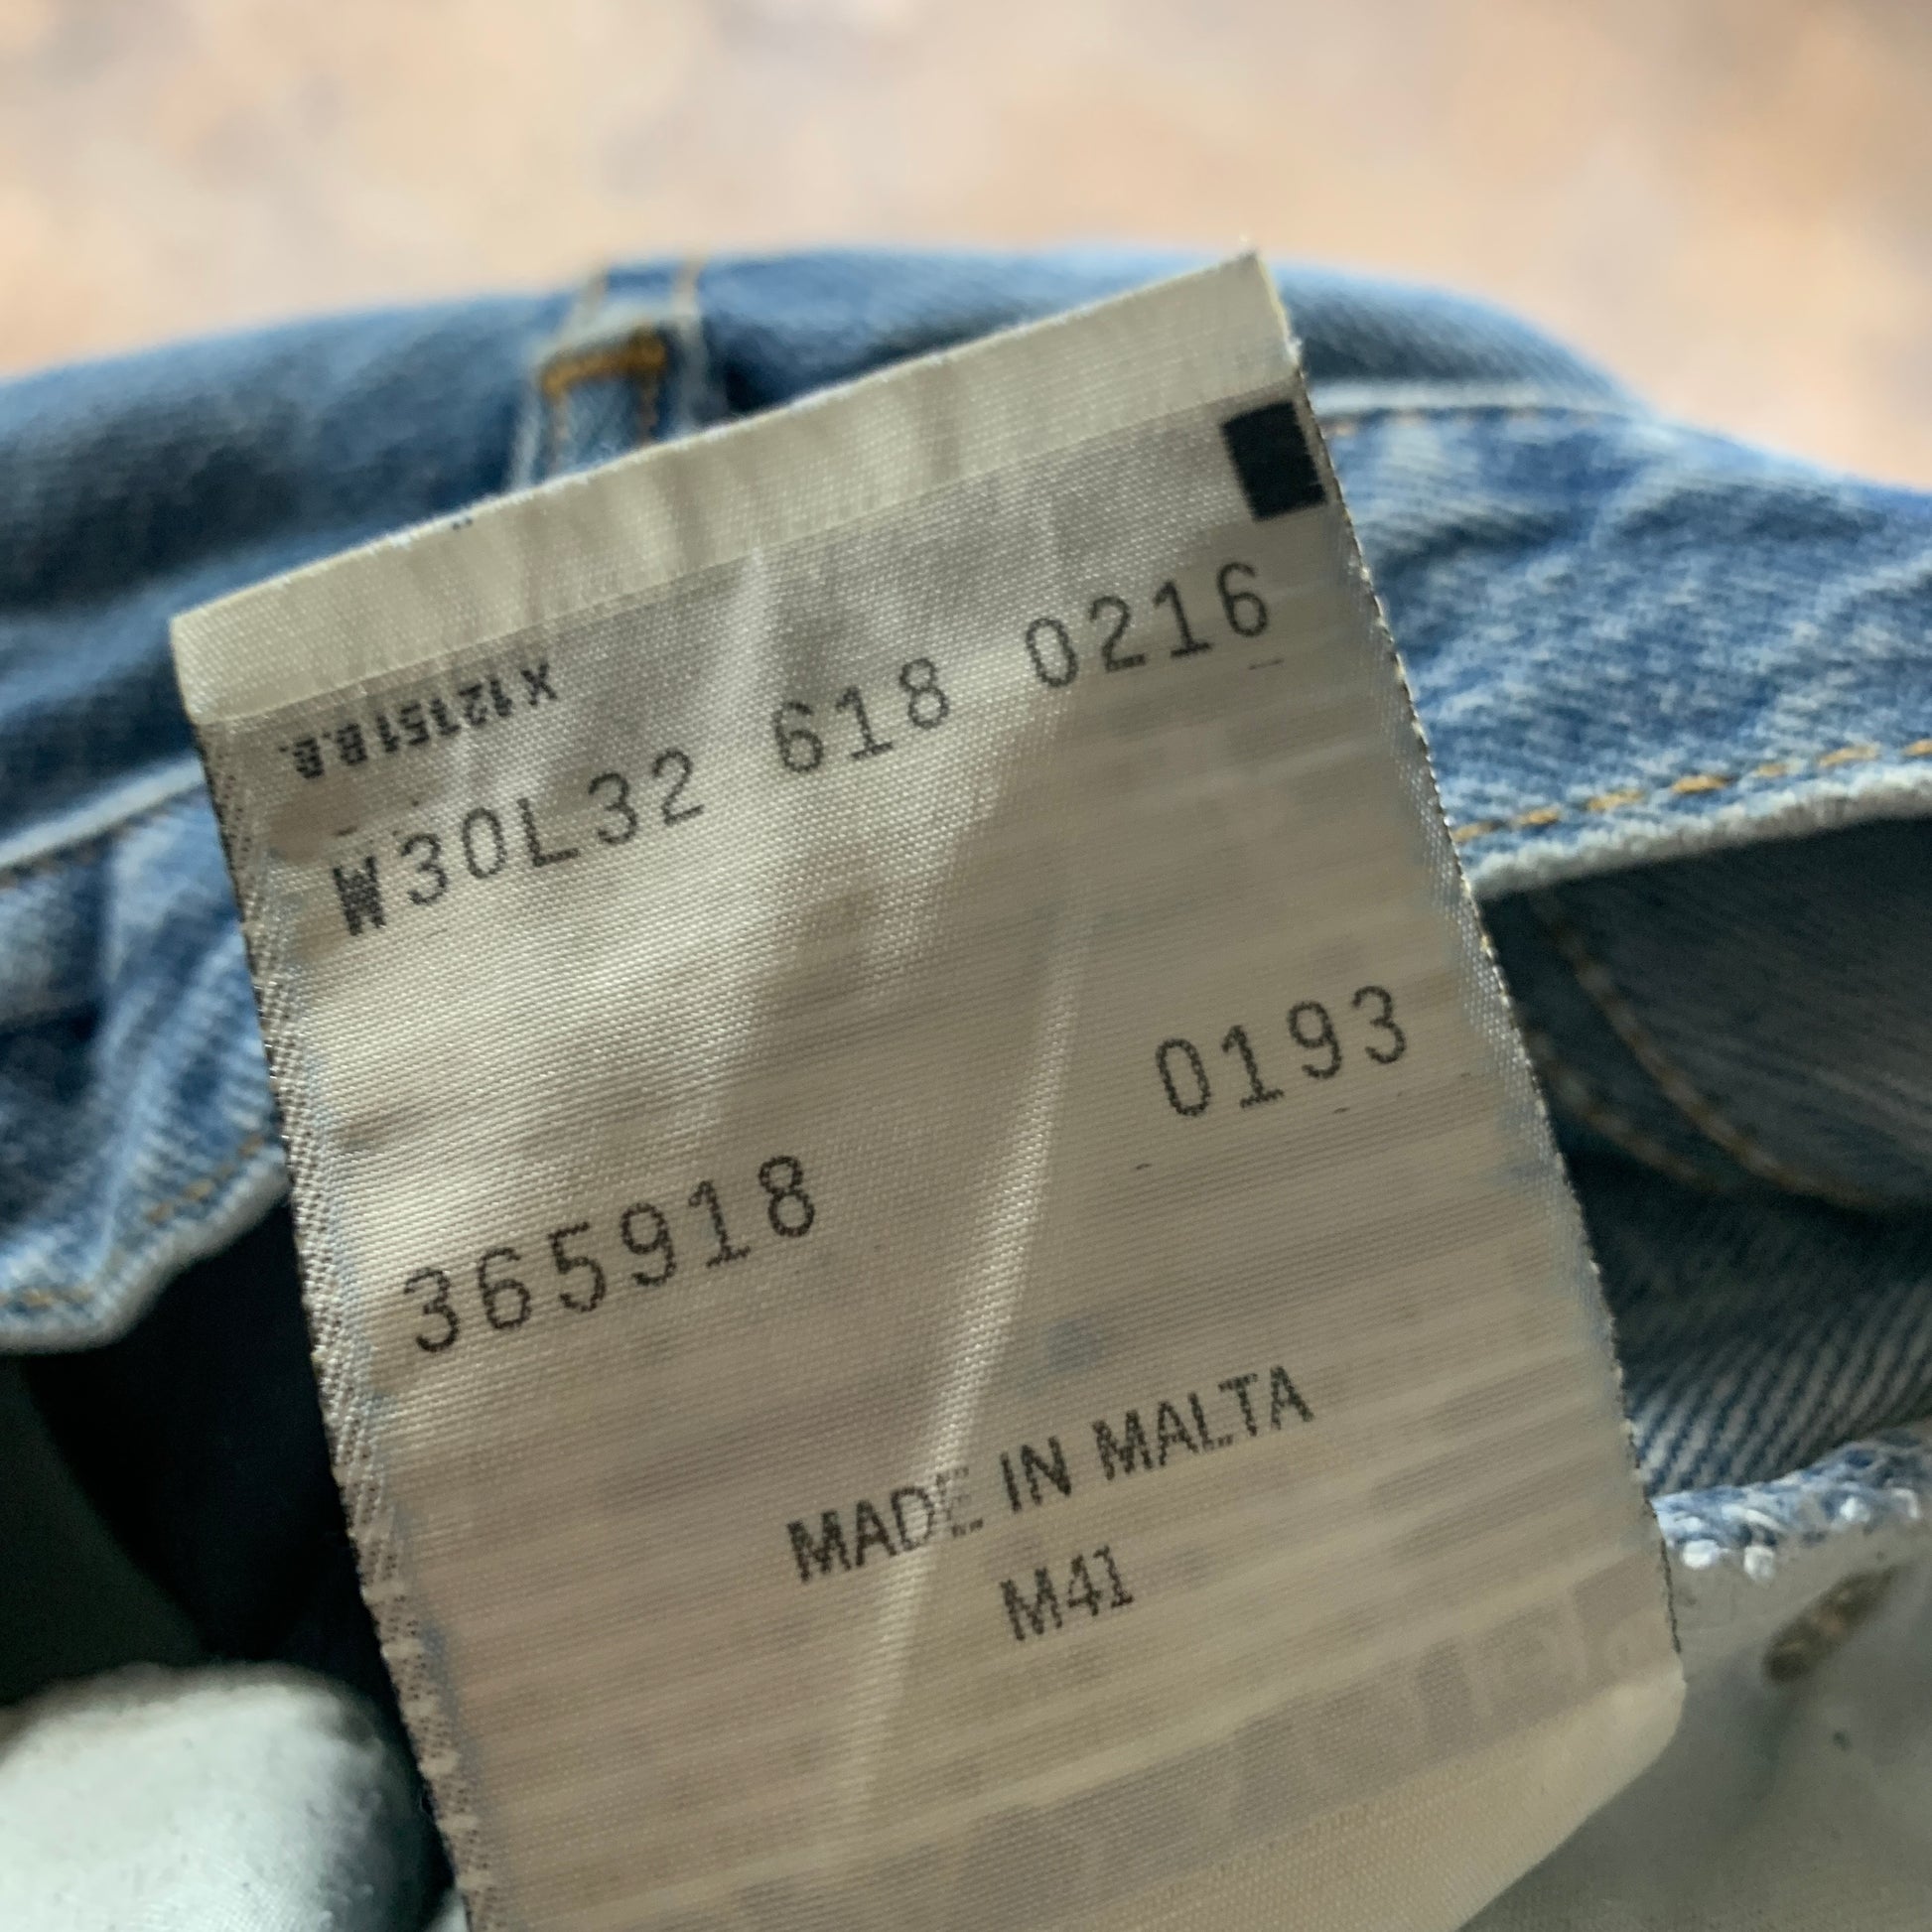 X12151B.B.
W30L32 618 0216
0193
365918
MADE IN MALTA
M41